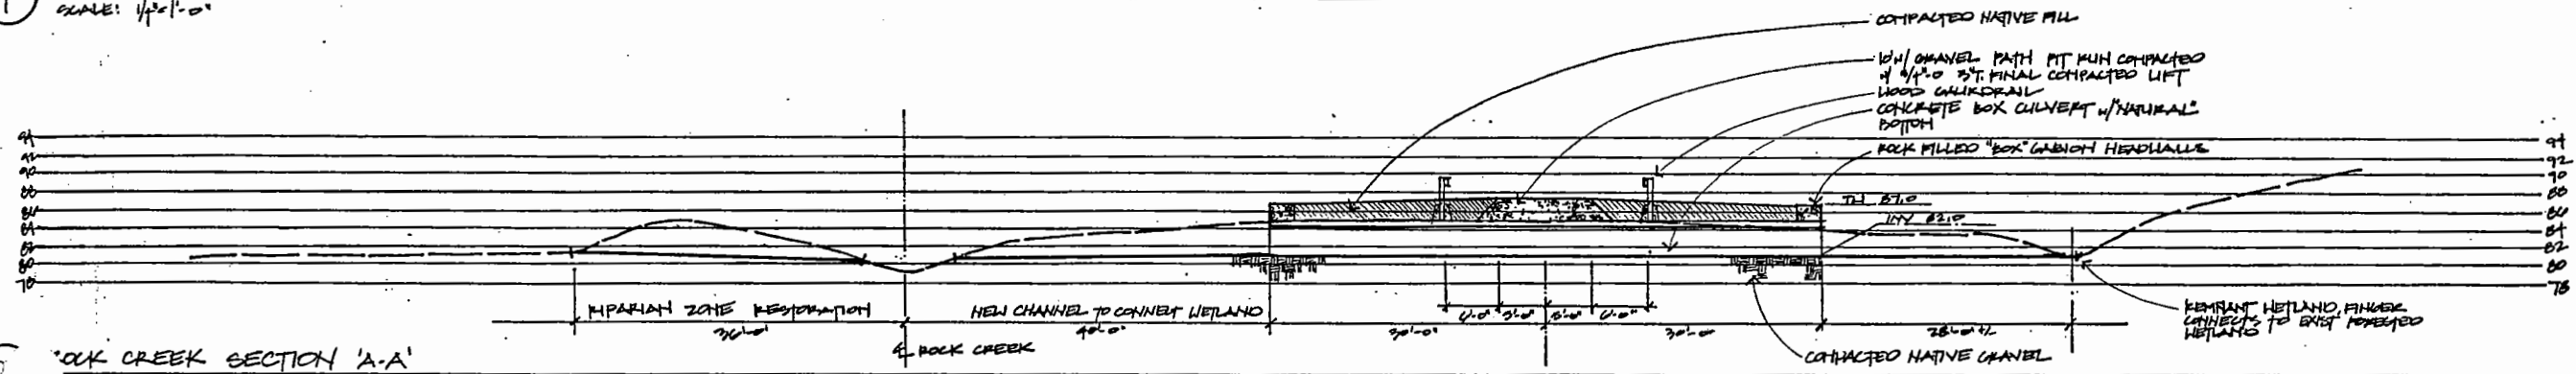 1
SCALE: 1/4"=1'-0"
COMPACTED NATIVE FILL
10'W/ GRAVEL PATH PIT RUN COMPACTED
W/ 3/4"-0 3"T. FINAL COMPACTED LIFT
WOOD GAURDRAIL
CONCRETE BOX CULVERT W/"NATURAL"
BOTTOM
ROCK FILLED "BOX" GABION HEADWALLS
94
92
90
88
86
84
82
80
78
94
92
90
88
86
84
82
80
78
TW 87.0
INV 82.0
RIPARIAN ZONE RESTORATION
36'-0"
NEW CHANNEL TO CONNECT WETLAND
40'-0"
30'-0"
6'-0"
5'-0"
5'-0"
6'-0"
30'-0"
28'-0" +/-
REMNANT WETLAND FINGER
CONNECTS TO EXIST FORESTED
WETLAND
COMPACTED NATIVE GRAVEL
℄ ROCK CREEK
OCK CREEK SECTION 'A-A'